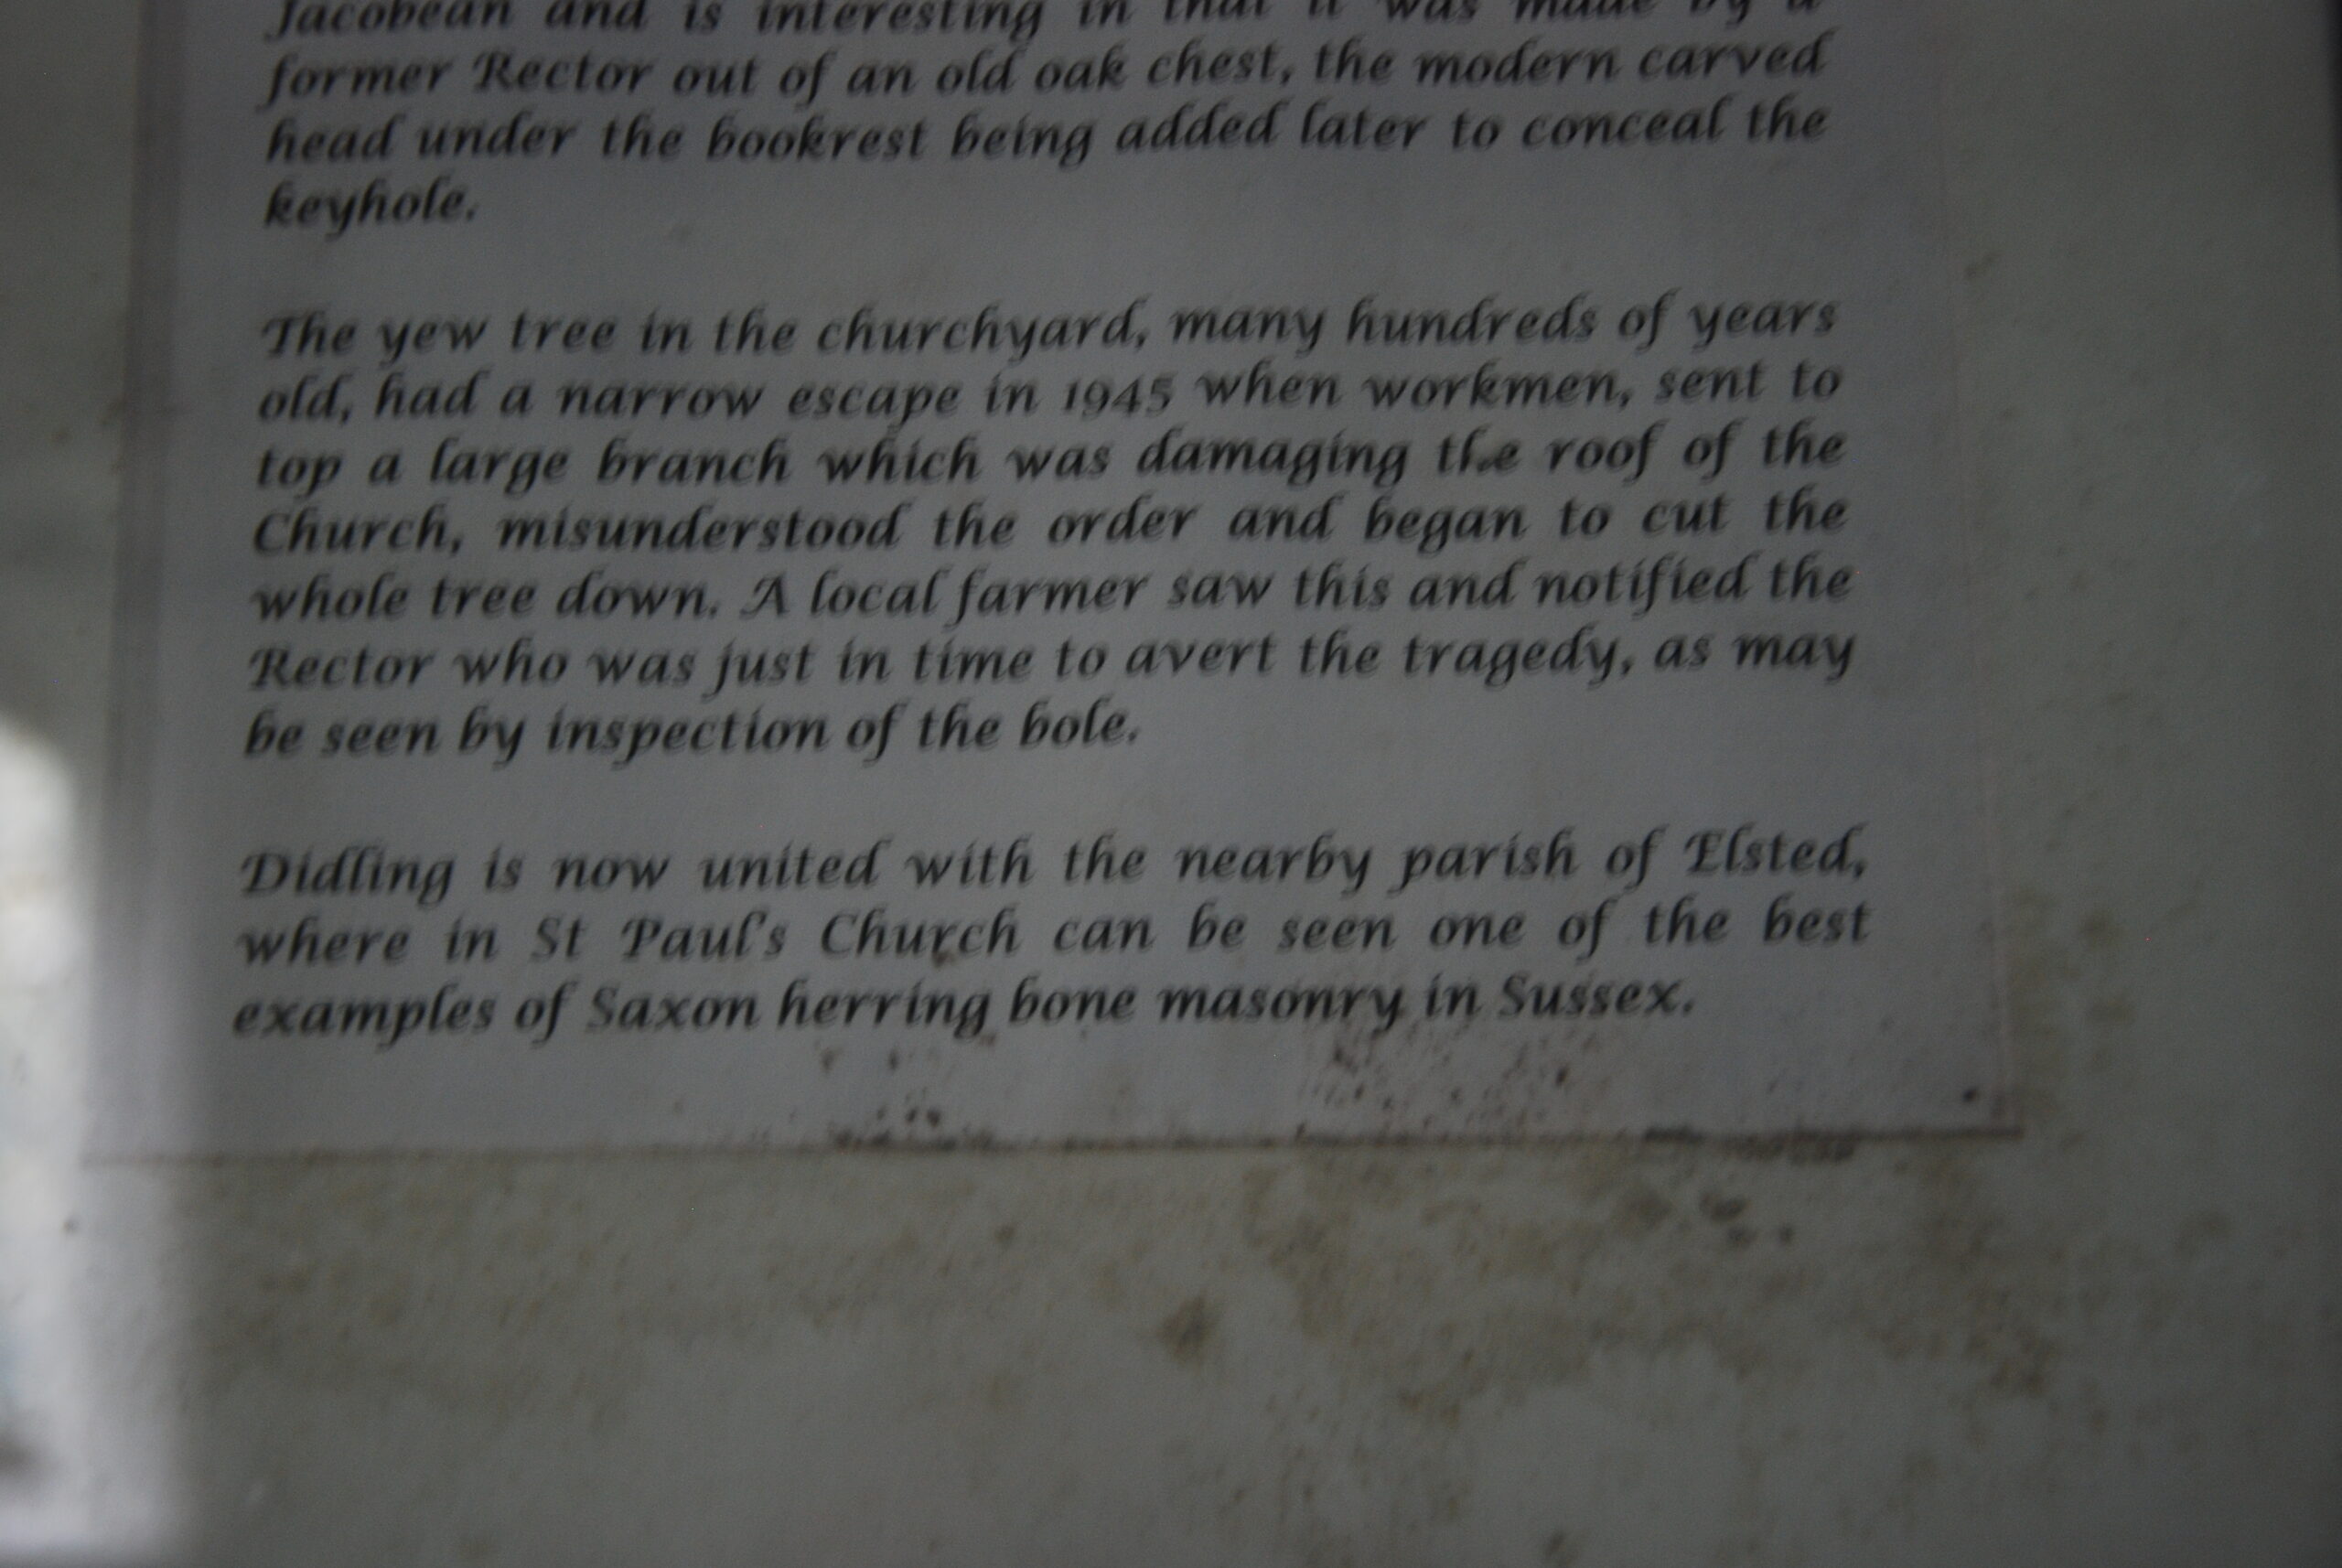 Jacobean and is interesting in that it was made by a
former Rector out of an old oak chest, the modern carved
head under the bookrest being added later to conceal the
keyhole.
The yew tree in the churchyard, many hundreds of years
old, had a narrow escape in 1945 when workmen, sent to
top a large branch which was damaging the roof of the
Church, misunderstood the order and began to cut the
whole tree down. A local farmer saw this and notified the
Rector who was just in time to avert the tragedy, as may
be seen by inspection of the bole.
Didling is now united with the nearby parish of Elsted,
where in St Paul's Church can be seen one of the best
examples of Saxon herring bone masonry in Sussex.